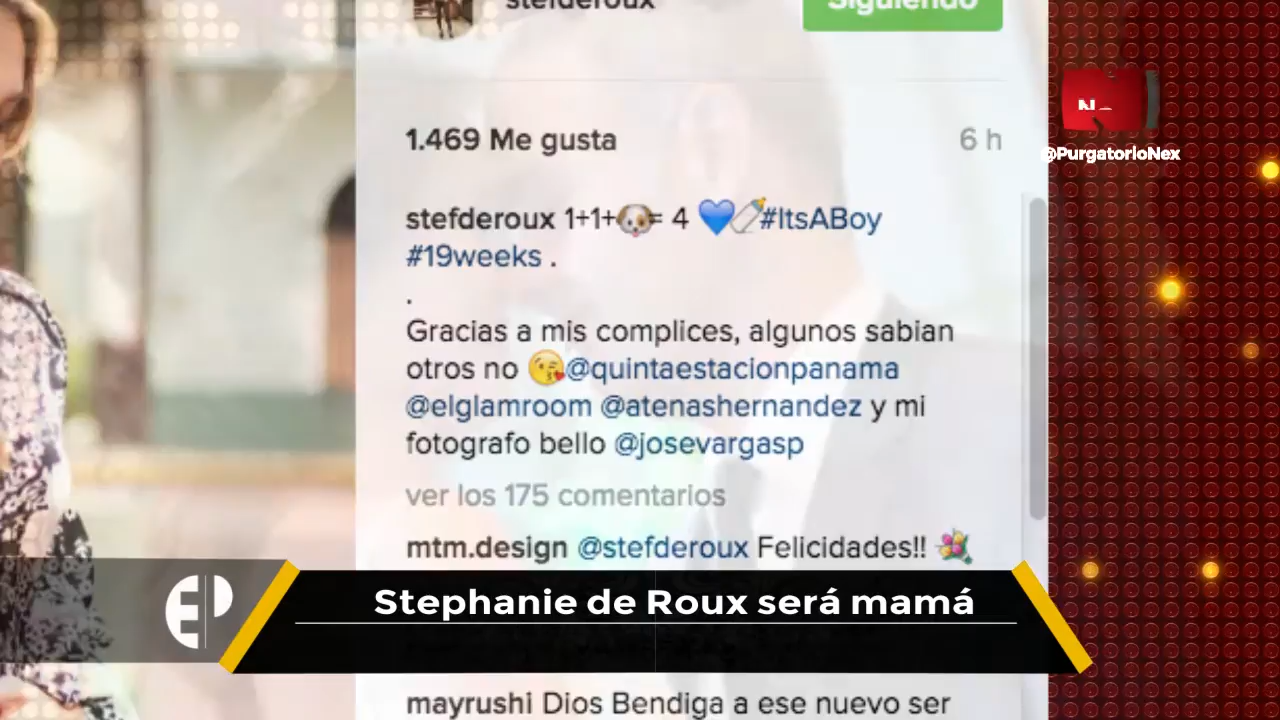 stefderoux
Siguiendo
1.469 Me gusta
6 h
stefderoux 1+1+🐶= 4 💙🍼#ItsABoy
#19weeks .
.
Gracias a mis complices, algunos sabian
otros no 😘@quintaestacionpanama
@elglamroom @atenashernandez y mi
fotografo bello @josevargasp
ver los 175 comentarios
mtm.design @stefderoux Felicidades!! 💐
Stephanie de Roux será mamá
mayrushi Dios Bendiga a ese nuevo ser
EP
@PurgatorioNex